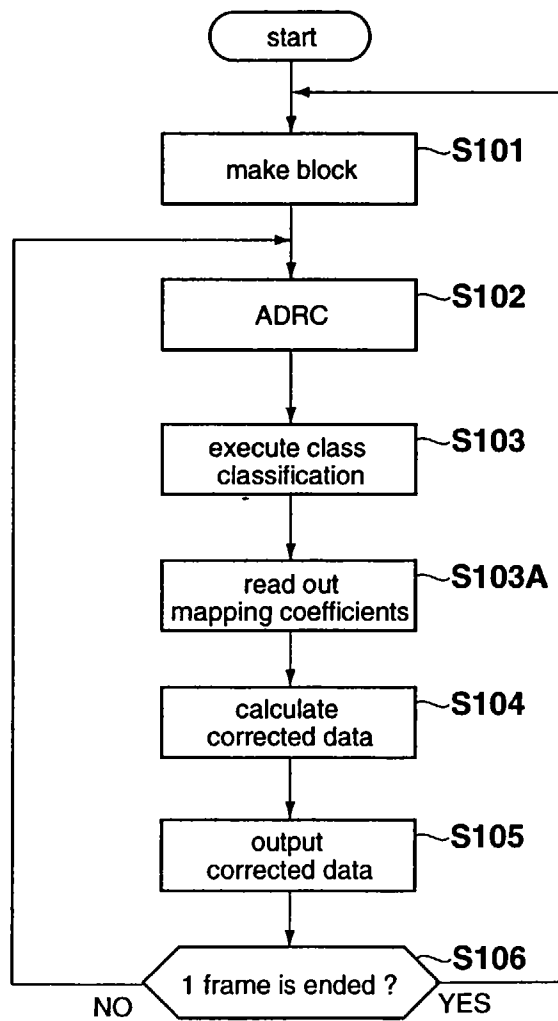 start
make block
S101
ADRC
S102
execute class
classification
S103
read out
mapping coefficients
S103A
calculate
corrected data
S104
output
corrected data
S105
1 frame is ended ?
S106
NO
YES